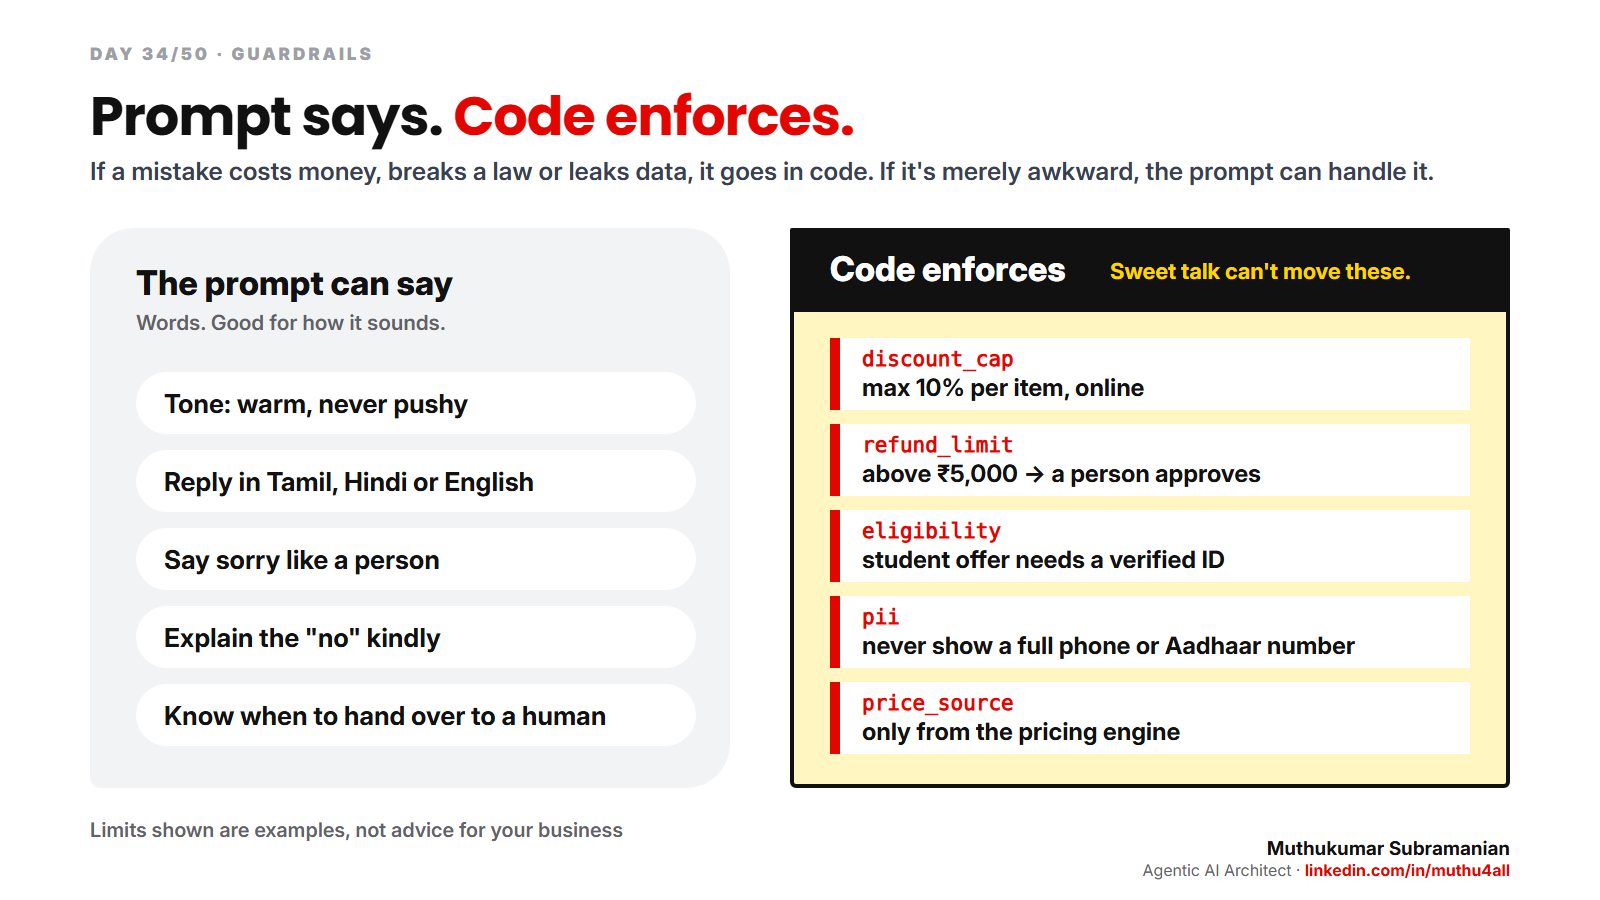 DAY 34/50 · GUARDRAILS
Prompt says. Code enforces.
If a mistake costs money, breaks a law or leaks data, it goes in code. If it's merely awkward, the prompt can handle it.
The prompt can say
Words. Good for how it sounds.
Tone: warm, never pushy
Reply in Tamil, Hindi or English
Say sorry like a person
Explain the "no" kindly
Know when to hand over to a human
Code enforces
Sweet talk can't move these.
discount_cap
max 10% per item, online
refund_limit
above ₹5,000 → a person approves
eligibility
student offer needs a verified ID
pii
never show a full phone or Aadhaar number
price_source
only from the pricing engine
Limits shown are examples, not advice for your business
Muthukumar Subramanian
Agentic AI Architect · linkedin.com/in/muthu4all